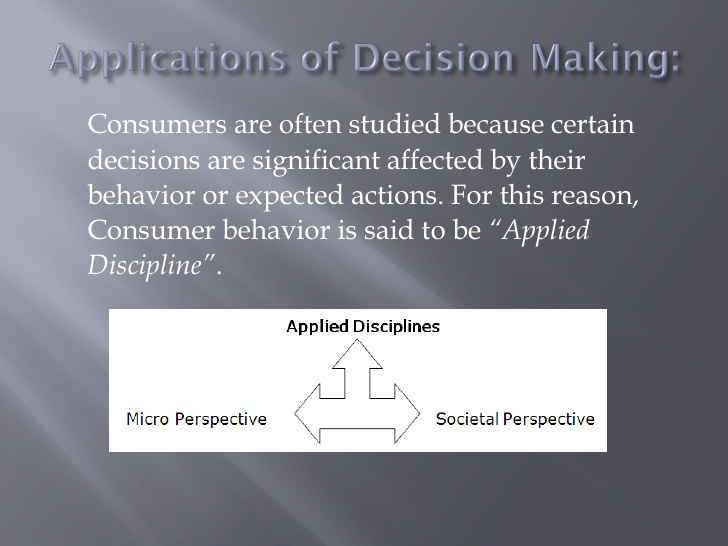 Applications of Decision Making:
Consumers are often studied because certain
decisions are significant affected by their
behavior or expected actions. For this reason,
Consumer behavior is said to be “Applied
Discipline”.
Applied Disciplines
Micro Perspective
Societal Perspective